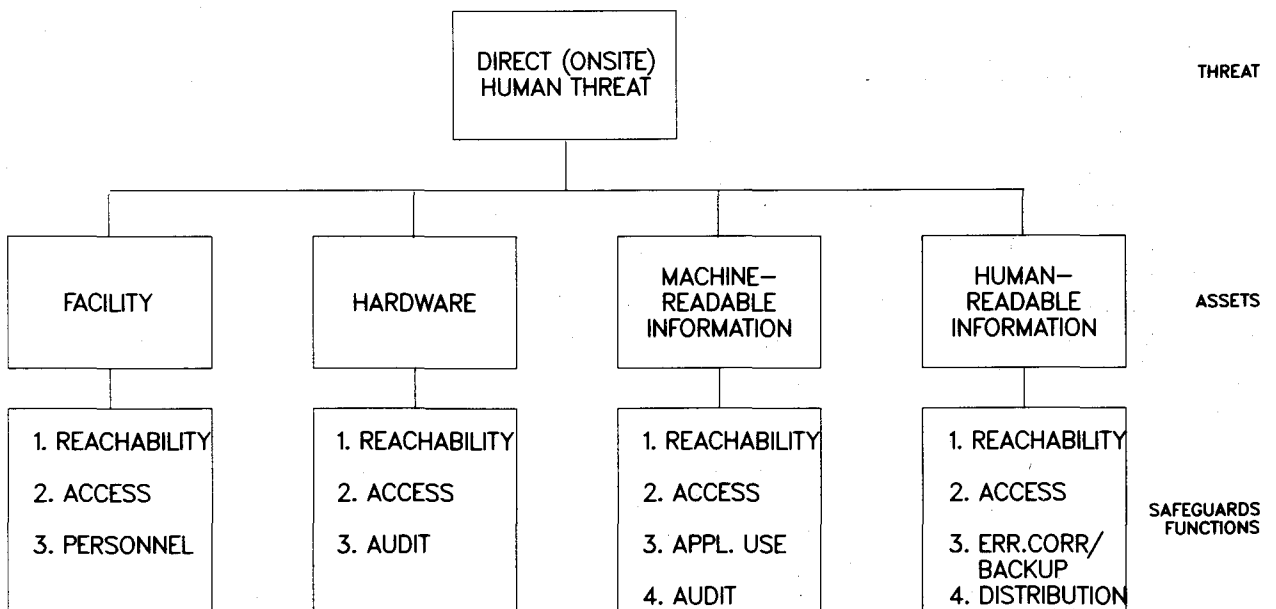 DIRECT (ONSITE)
HUMAN THREAT
THREAT
FACILITY
HARDWARE
MACHINE—
READABLE
INFORMATION
HUMAN—
READABLE
INFORMATION
ASSETS
1. REACHABILITY
2. ACCESS
3. PERSONNEL
1. REACHABILITY
2. ACCESS
3. AUDIT
1. REACHABILITY
2. ACCESS
3. APPL. USE
4. AUDIT
1. REACHABILITY
2. ACCESS
3. ERR.CORR/
BACKUP
4. DISTRIBUTION
SAFEGUARDS
FUNCTIONS